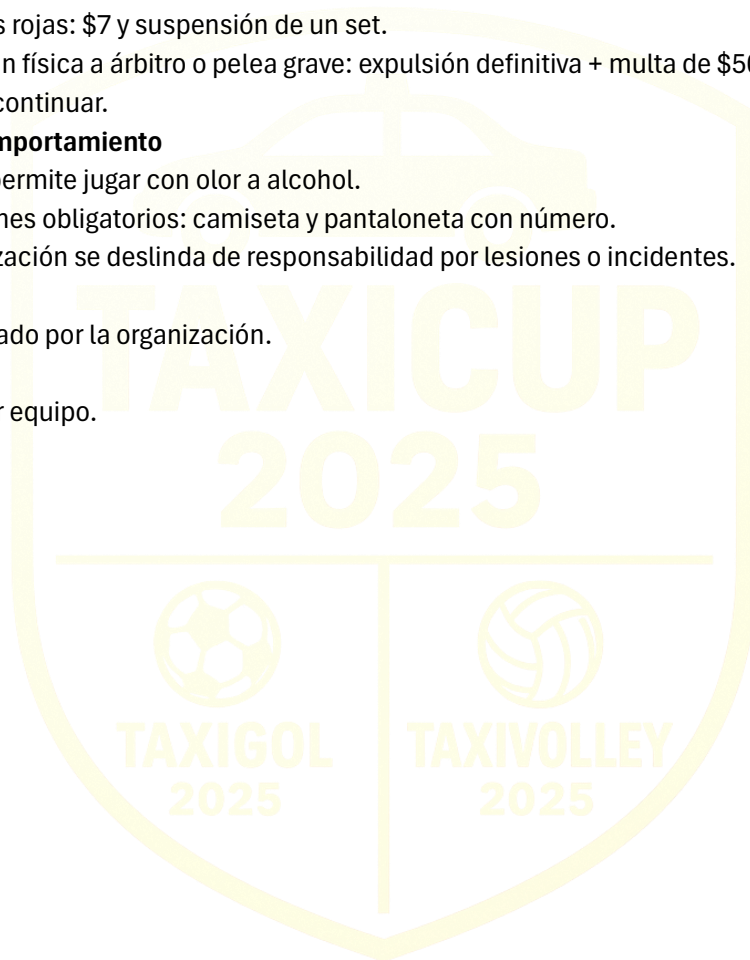 s rojas: $7 y suspensión de un set.
n física a árbitro o pelea grave: expulsión definitiva + multa de $50
continuar.
mportamiento
ermite jugar con olor a alcohol.
nes obligatorios: camiseta y pantaloneta con número.
zación se deslinda de responsabilidad por lesiones o incidentes.
ado por la organización.
r equipo.
TAXICUP
2025
TAXIGOL
2025
TAXIVOLLEY
2025